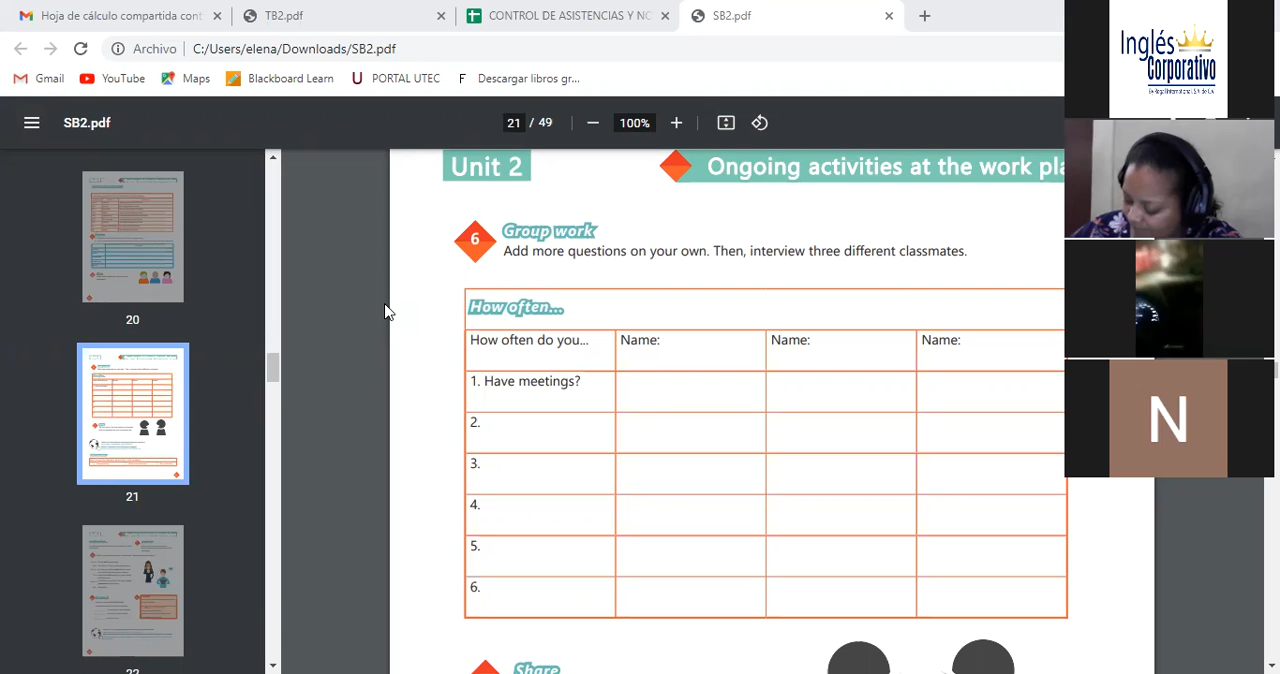 Hoja de cálculo compartida cont
TB2.pdf
CONTROL DE ASISTENCIAS Y NO
SB2.pdf
Archivo
C:/Users/elena/Downloads/SB2.pdf
Gmail
YouTube
Maps
Blackboard Learn
PORTAL UTEC
Descargar libros gr...
SB2.pdf
21 / 49
100%
Inglés
Corporativo
20
21
22
Unit 2
Ongoing activities at the work pla
6
Group work
Add more questions on your own. Then, interview three different classmates.
How often...
How often do you...
Name:
Name:
Name:
1. Have meetings?
2.
3.
4.
5.
6.
Share
N